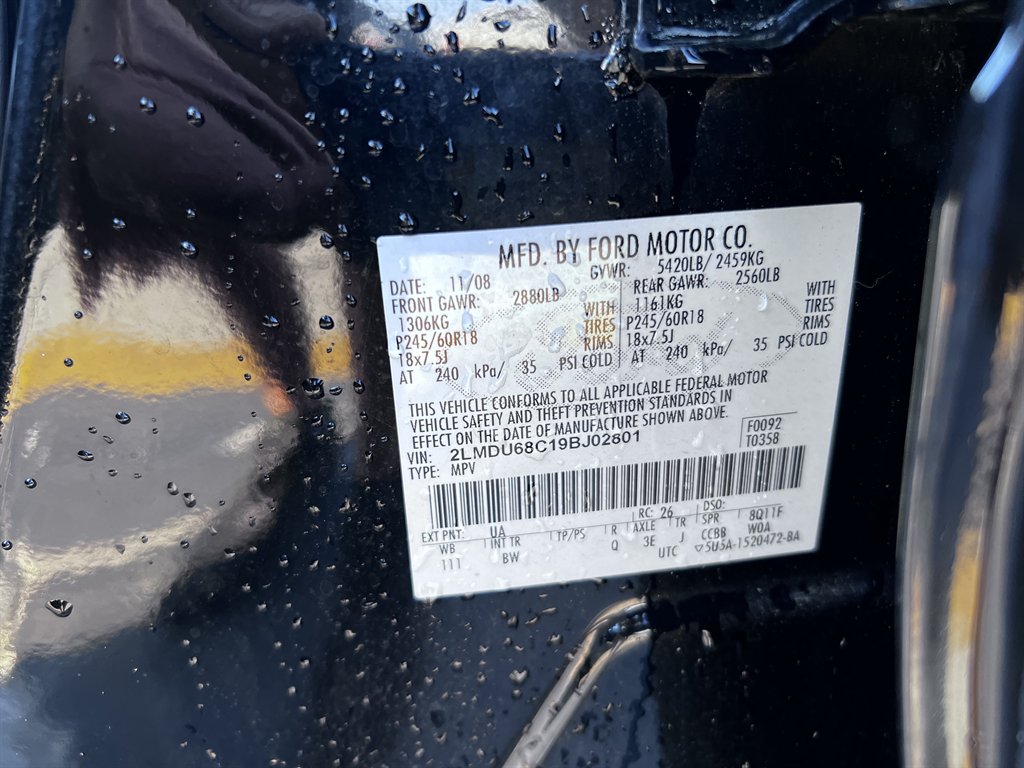 MFD. BY FORD MOTOR CO.
DATE: 11/08 GVWR: 5420LB/ 2459KG
FRONT GAWR: 2880LB REAR GAWR: 2560LB
1306KG WITH 1161KG WITH
P245/60R18 TIRES P245/60R18 TIRES
18x7.5J RIMS 18x7.5J RIMS
AT 240 kPa/ 35 PSI COLD AT 240 kPa/ 35 PSI COLD
THIS VEHICLE CONFORMS TO ALL APPLICABLE FEDERAL MOTOR
VEHICLE SAFETY AND THEFT PREVENTION STANDARDS IN
EFFECT ON THE DATE OF MANUFACTURE SHOWN ABOVE.
VIN: 2LMDU68C19BJ02801 F0092
TYPE: MPV T0358
EXT PNT: UA RC: 26 DSO: 8Q11F
WB INT TR TP/PS R AXLE TR SPR W0A
111 BW Q 3E J CCBB
UTC ▽5U5A-1520472-BA